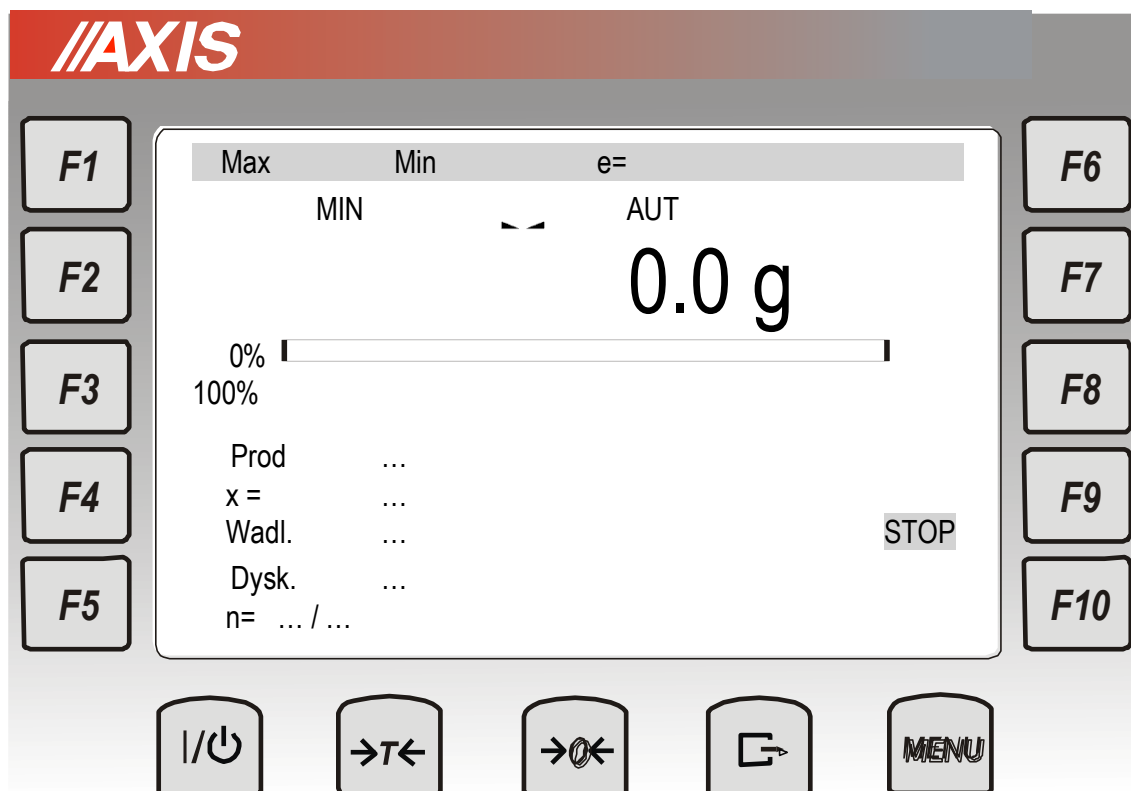 AXIS
F1
F2
F3
F4
F5
Max Min e=
MIN AUT
0.0 g
0%
100%
Prod ...
x = ...
Wadl. ...
STOP
Dysk. ...
n= ... / ...
F6
F7
F8
F9
F10
I/
→T←
→0←
MENU